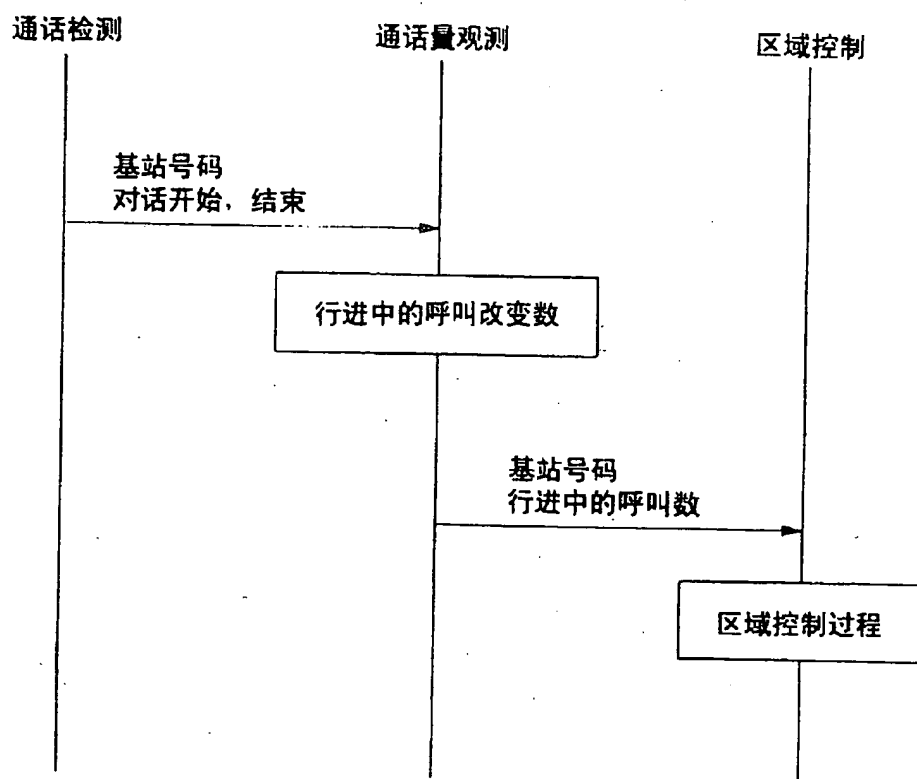 通话检测
通话量观测
区域控制
基站号码
对话开始，结束
行进中的呼叫改变数
基站号码
行进中的呼叫数
区域控制过程